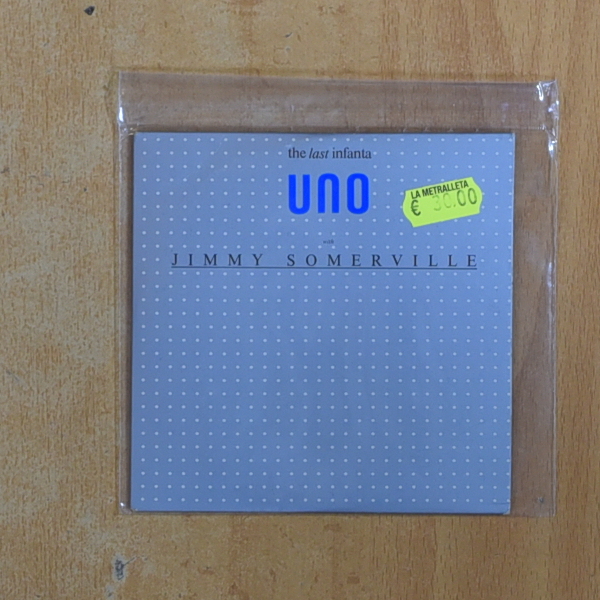 the last infanta
UNO
LA METRALLETA
€ 30.00
with
JIMMY SOMERVILLE